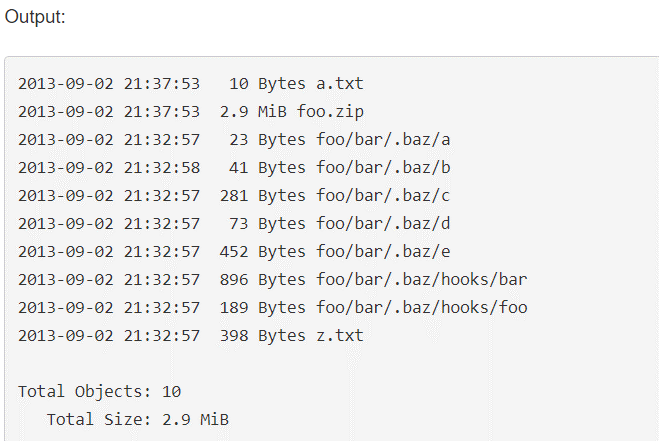 Output:
2013-09-02 21:37:53   10 Bytes a.txt
2013-09-02 21:37:53  2.9 MiB foo.zip
2013-09-02 21:32:57   23 Bytes foo/bar/.baz/a
2013-09-02 21:32:58   41 Bytes foo/bar/.baz/b
2013-09-02 21:32:57  281 Bytes foo/bar/.baz/c
2013-09-02 21:32:57   73 Bytes foo/bar/.baz/d
2013-09-02 21:32:57  452 Bytes foo/bar/.baz/e
2013-09-02 21:32:57  896 Bytes foo/bar/.baz/hooks/bar
2013-09-02 21:32:57  189 Bytes foo/bar/.baz/hooks/foo
2013-09-02 21:32:57  398 Bytes z.txt
Total Objects: 10
   Total Size: 2.9 MiB